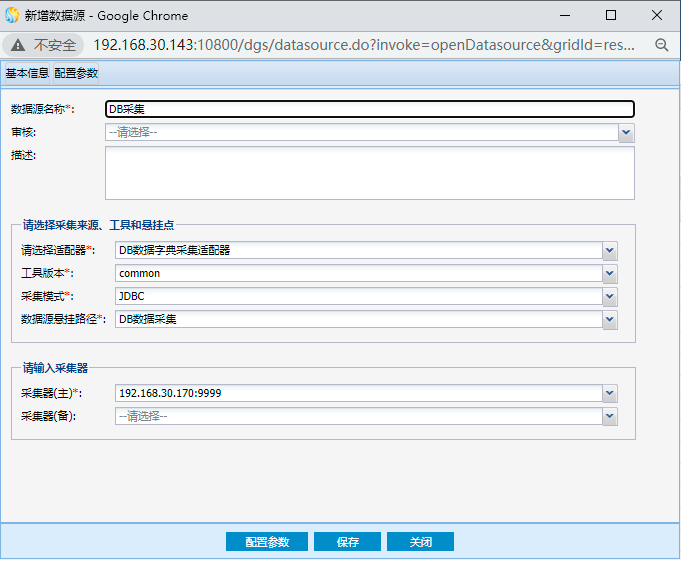 新增数据源 - Google Chrome
不安全 192.168.30.143:10800/dgs/datasource.do?invoke=openDatasource&gridId=res...
基本信息 配置参数
数据源名称*: DB采集
审核: --请选择--
描述:
请选择采集来源、工具和悬挂点
请选择适配器*: DB数据字典采集适配器
工具版本*: common
采集模式*: JDBC
数据源悬挂路径*: DB数据采集
请输入采集器
采集器(主)*: 192.168.30.170:9999
采集器(备): --请选择--
配置参数 保存 关闭